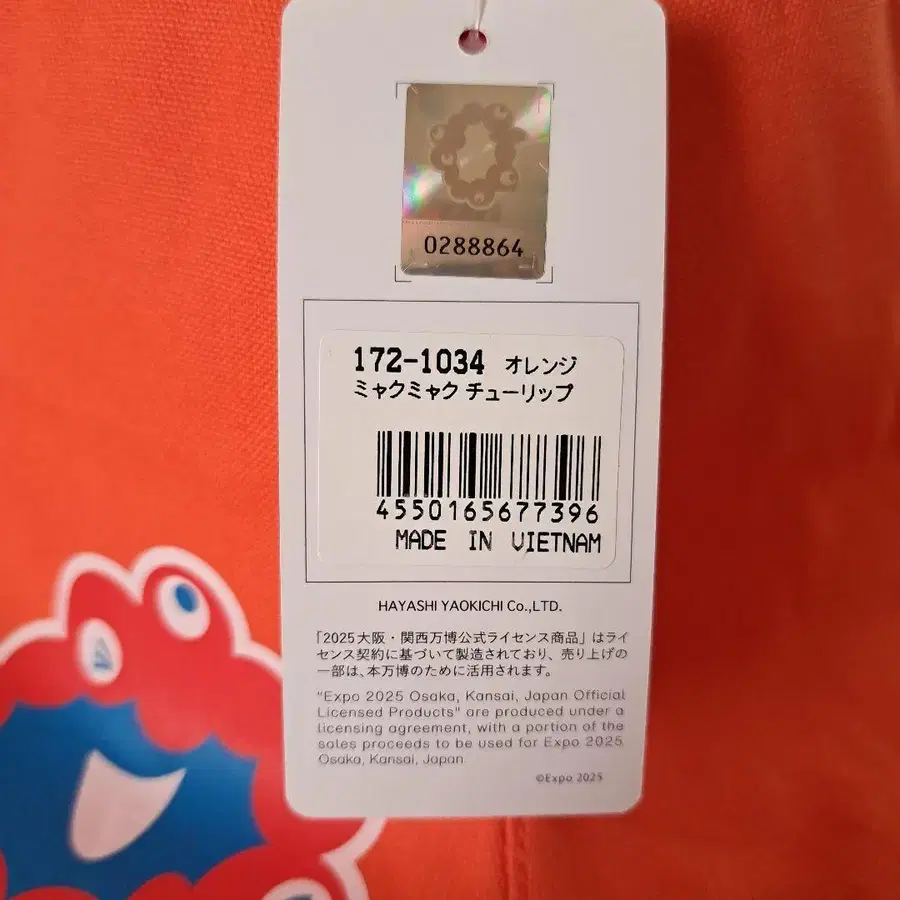 0288864
172-1034 オレンジ
ミャクミャク チューリップ
4550165677396
MADE IN VIETNAM
HAYASHI YAOKICHI Co.,LTD.
「2025大阪・関西万博公式ライセンス商品」はライ
センス契約に基づいて製造されており、売り上げの
一部は、本万博のために活用されます。
"Expo 2025 Osaka, Kansai, Japan Official
Licensed Products" are produced under a
licensing agreement, with a portion of the
sales proceeds to be used for Expo 2025
Osaka, Kansai, Japan.
©Expo 2025